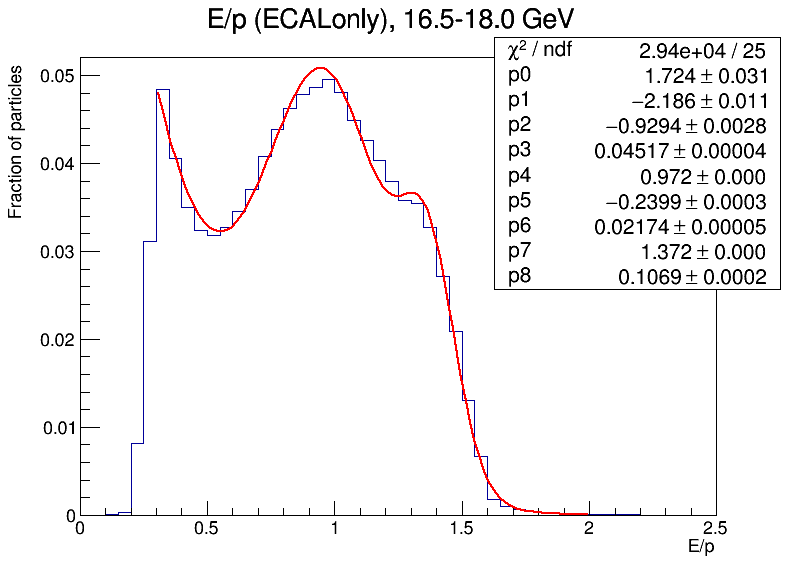 E/p (ECALonly), 16.5-18.0 GeV
χ² / ndf 2.94e+04 / 25
p0 1.724 ± 0.031
p1 −2.186 ± 0.011
p2 −0.9294 ± 0.0028
p3 0.04517 ± 0.00004
p4 0.972 ± 0.000
p5 −0.2399 ± 0.0003
p6 0.02174 ± 0.00005
p7 1.372 ± 0.000
p8 0.1069 ± 0.0002
Fraction of particles
0.05
0.04
0.03
0.02
0.01
0
0 0.5 1 1.5 2 2.5
E/p